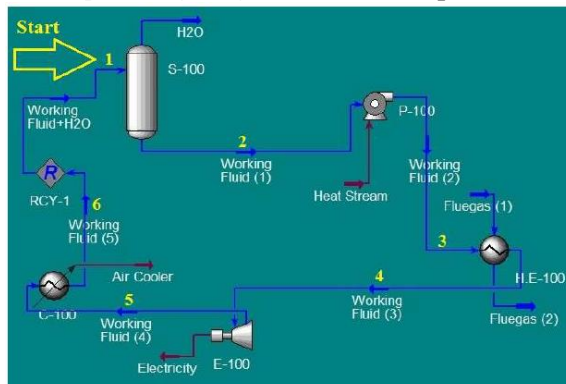 Start
1
H2O
S-100
Working
Fluid+H2O
2
Working
Fluid (1)
P-100
Heat Stream
Working
Fluid (2)
Fluegas (1)
3
RCY-1
R
6
Working
Fluid (5)
Air Cooler
C-100
5
Working
Fluid (4)
4
Working
Fluid (3)
H.E-100
Fluegas (2)
E-100
Electricity